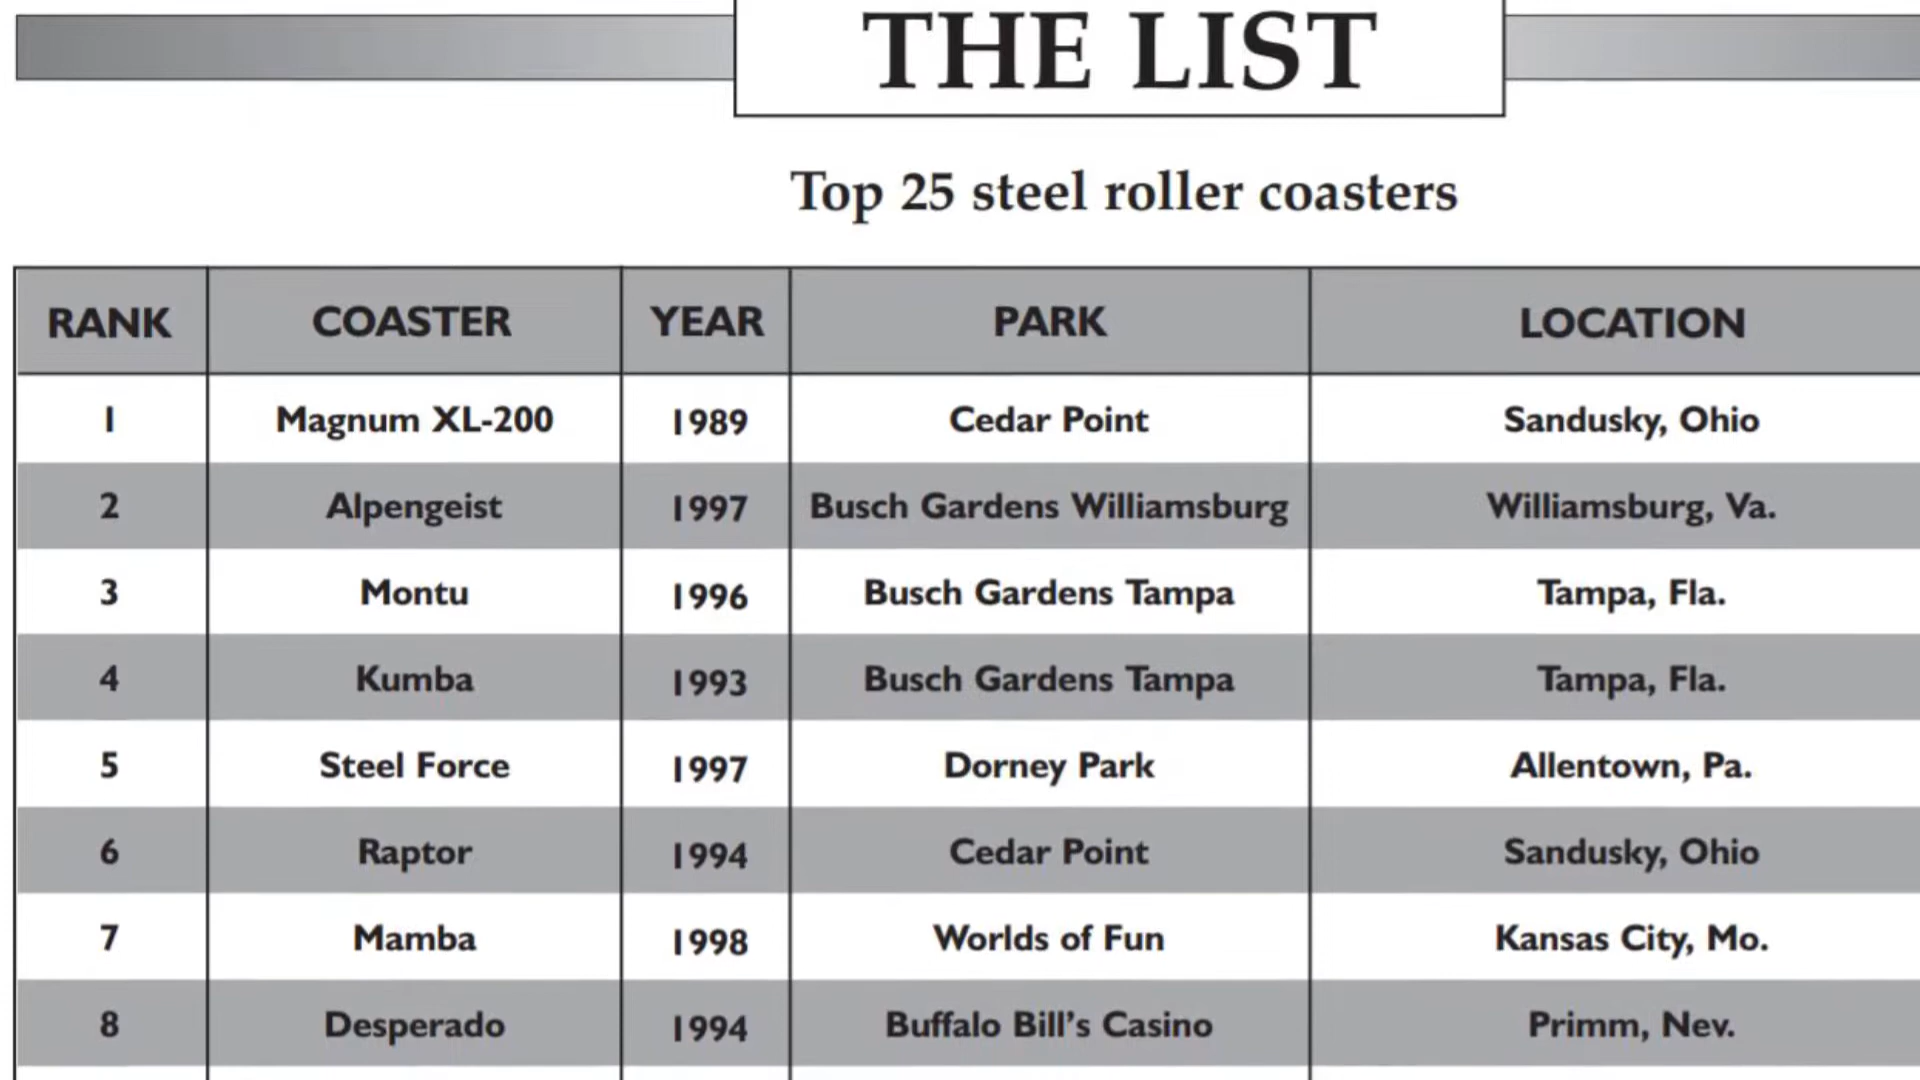 THE LIST
Top 25 steel roller coasters
RANK COASTER YEAR PARK LOCATION
1 Magnum XL-200 1989 Cedar Point Sandusky, Ohio
2 Alpengeist 1997 Busch Gardens Williamsburg Williamsburg, Va.
3 Montu 1996 Busch Gardens Tampa Tampa, Fla.
4 Kumba 1993 Busch Gardens Tampa Tampa, Fla.
5 Steel Force 1997 Dorney Park Allentown, Pa.
6 Raptor 1994 Cedar Point Sandusky, Ohio
7 Mamba 1998 Worlds of Fun Kansas City, Mo.
8 Desperado 1994 Buffalo Bill's Casino Primm, Nev.